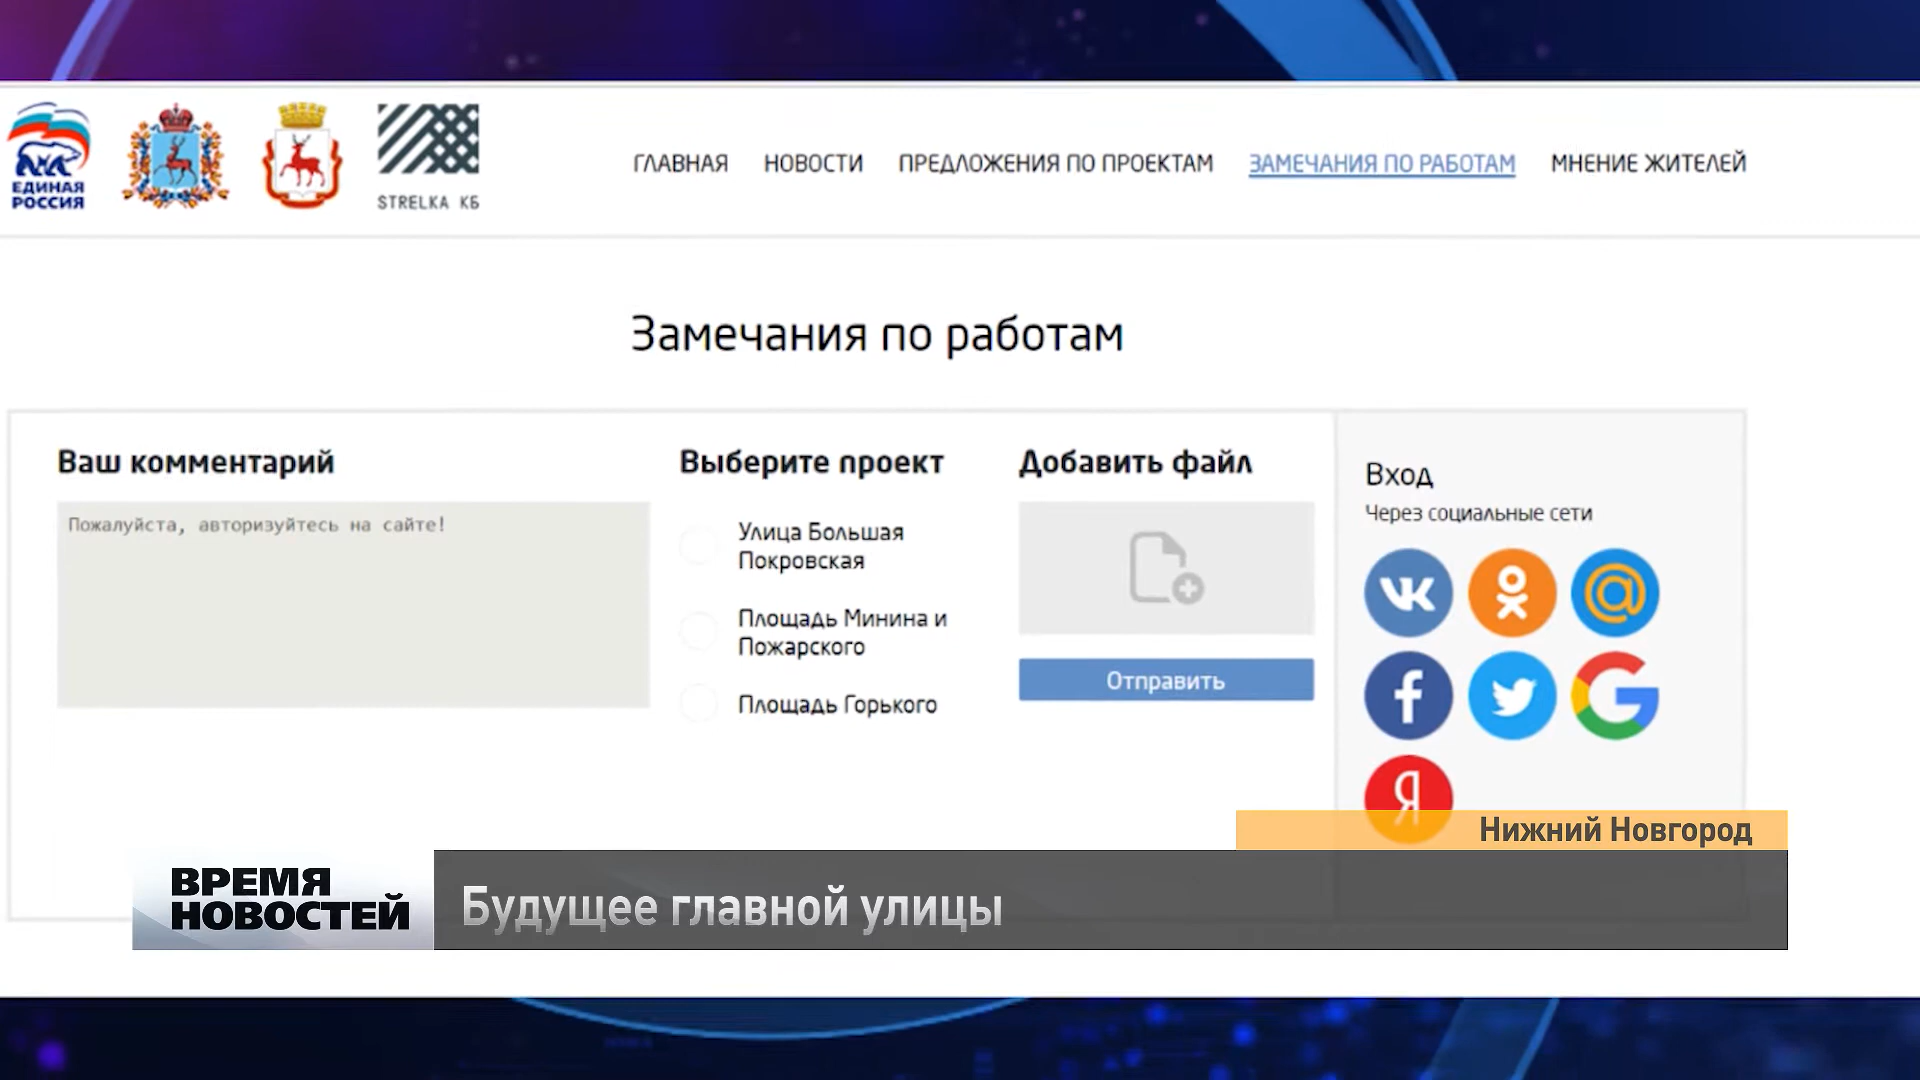 ЕДИНАЯ
РОССИЯ
STRELKA КБ
ГЛАВНАЯ НОВОСТИ ПРЕДЛОЖЕНИЯ ПО ПРОЕКТАМ ЗАМЕЧАНИЯ ПО РАБОТАМ МНЕНИЕ ЖИТЕЛЕЙ
Замечания по работам
Ваш комментарий
Пожалуйста, авторизуйтесь на сайте!
Выберите проект
Улица Большая
Покровская
Площадь Минина и
Пожарского
Площадь Горького
Добавить файл
Отправить
Вход
Через социальные сети
Нижний Новгород
ВРЕМЯ
НОВОСТЕЙ
Будущее главной улицы